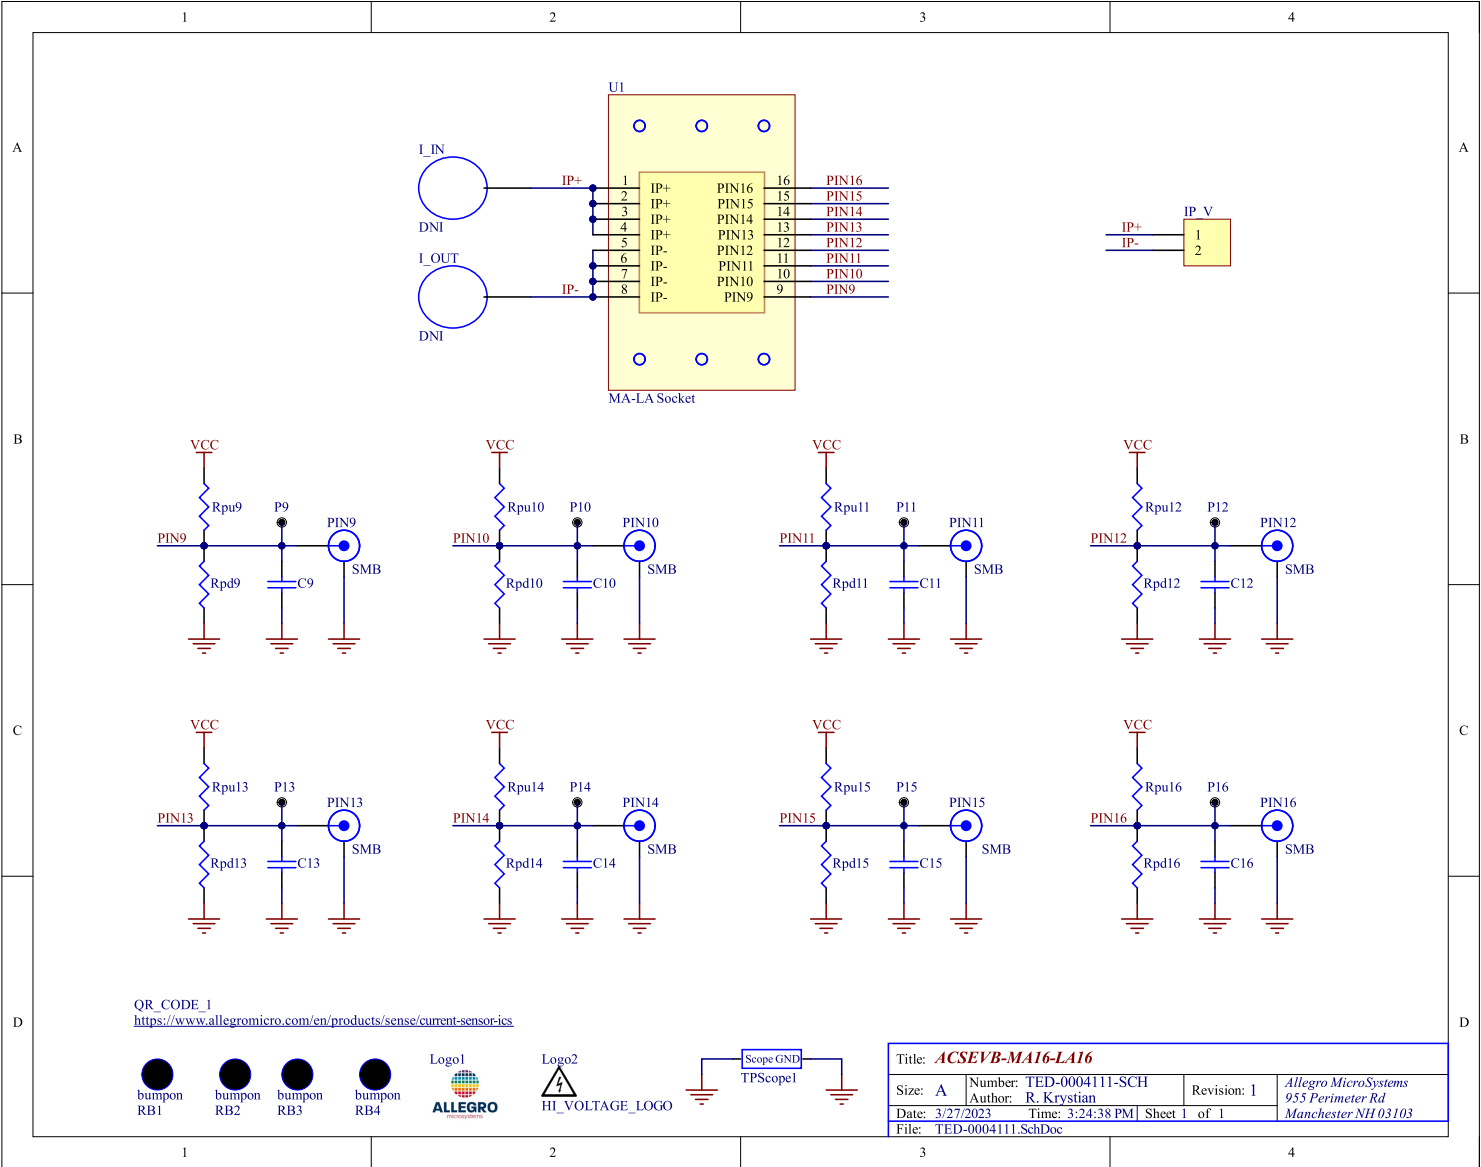 1 2 3 4
A A
B B
C C
D D
U1
I_IN
DNI
I_OUT
DNI
IP+
IP-
1 IP+ PIN16 16 PIN16
2 IP+ PIN15 15 PIN15
3 IP+ PIN14 14 PIN14
4 IP+ PIN13 13 PIN13
5 IP- PIN12 12 PIN12
6 IP- PIN11 11 PIN11
7 IP- PIN10 10 PIN10
8 IP- PIN9 9 PIN9
MA-LA Socket
IP_V
IP+ 1
IP- 2
VCC VCC VCC VCC
Rpu9 P9 Rpu10 P10 Rpu11 P11 Rpu12 P12
PIN9 PIN10 PIN11 PIN12
PIN9 PIN10 PIN11 PIN12
SMB SMB SMB SMB
Rpd9 C9 Rpd10 C10 Rpd11 C11 Rpd12 C12
VCC VCC VCC VCC
Rpu13 P13 Rpu14 P14 Rpu15 P15 Rpu16 P16
PIN13 PIN14 PIN15 PIN16
PIN13 PIN14 PIN15 PIN16
SMB SMB SMB SMB
Rpd13 C13 Rpd14 C14 Rpd15 C15 Rpd16 C16
QR_CODE_1
https://www.allegromicro.com/en/products/sense/current-sensor-ics
bumpon bumpon bumpon bumpon
RB1 RB2 RB3 RB4
Logo1
ALLEGRO
microsystems
Logo2
HI_VOLTAGE_LOGO
Scope GND
TPScope1
Title: ACSEVB-MA16-LA16
Size: A Number: TED-0004111-SCH Revision: 1
Author: R. Krystian
Allegro MicroSystems
955 Perimeter Rd
Manchester NH 03103
Date: 3/27/2023 Time: 3:24:38 PM Sheet 1 of 1
File: TED-0004111.SchDoc
1 2 3 4